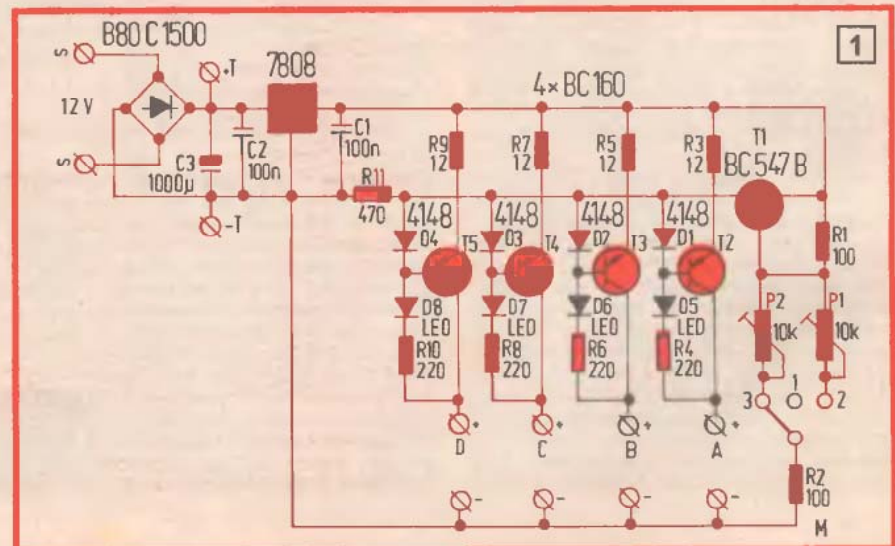 B80 C1500
1
S
+T
7808
4×BC160
12 V
C1
100n
R9
12
R7
12
R5
12
R3
12
T1
BC547B
C2
100n
S
C3
1000µ
R11
470
-T
4148
D4
4148
D3
4148
D2
4148
D1
T5
T4
T3
T2
R1
100
D8
LED
D7
LED
D6
LED
D5
LED
P2
10k
P1
10k
R10
220
R8
220
R6
220
R4
220
3
1
2
+
+
+
+
D
C
B
A
R2
100
-
-
-
-
M